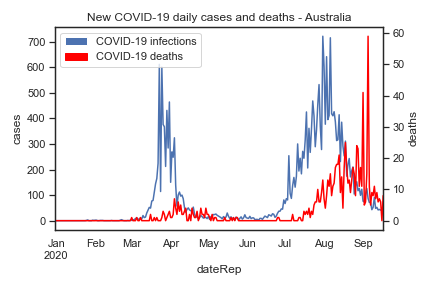 New COVID-19 daily cases and deaths - Australia
COVID-19 infections
COVID-19 deaths
700
600
500
400
300
200
100
0
cases
60
50
40
30
20
10
0
deaths
Jan Feb Mar Apr May Jun Jul Aug Sep
2020
dateRep